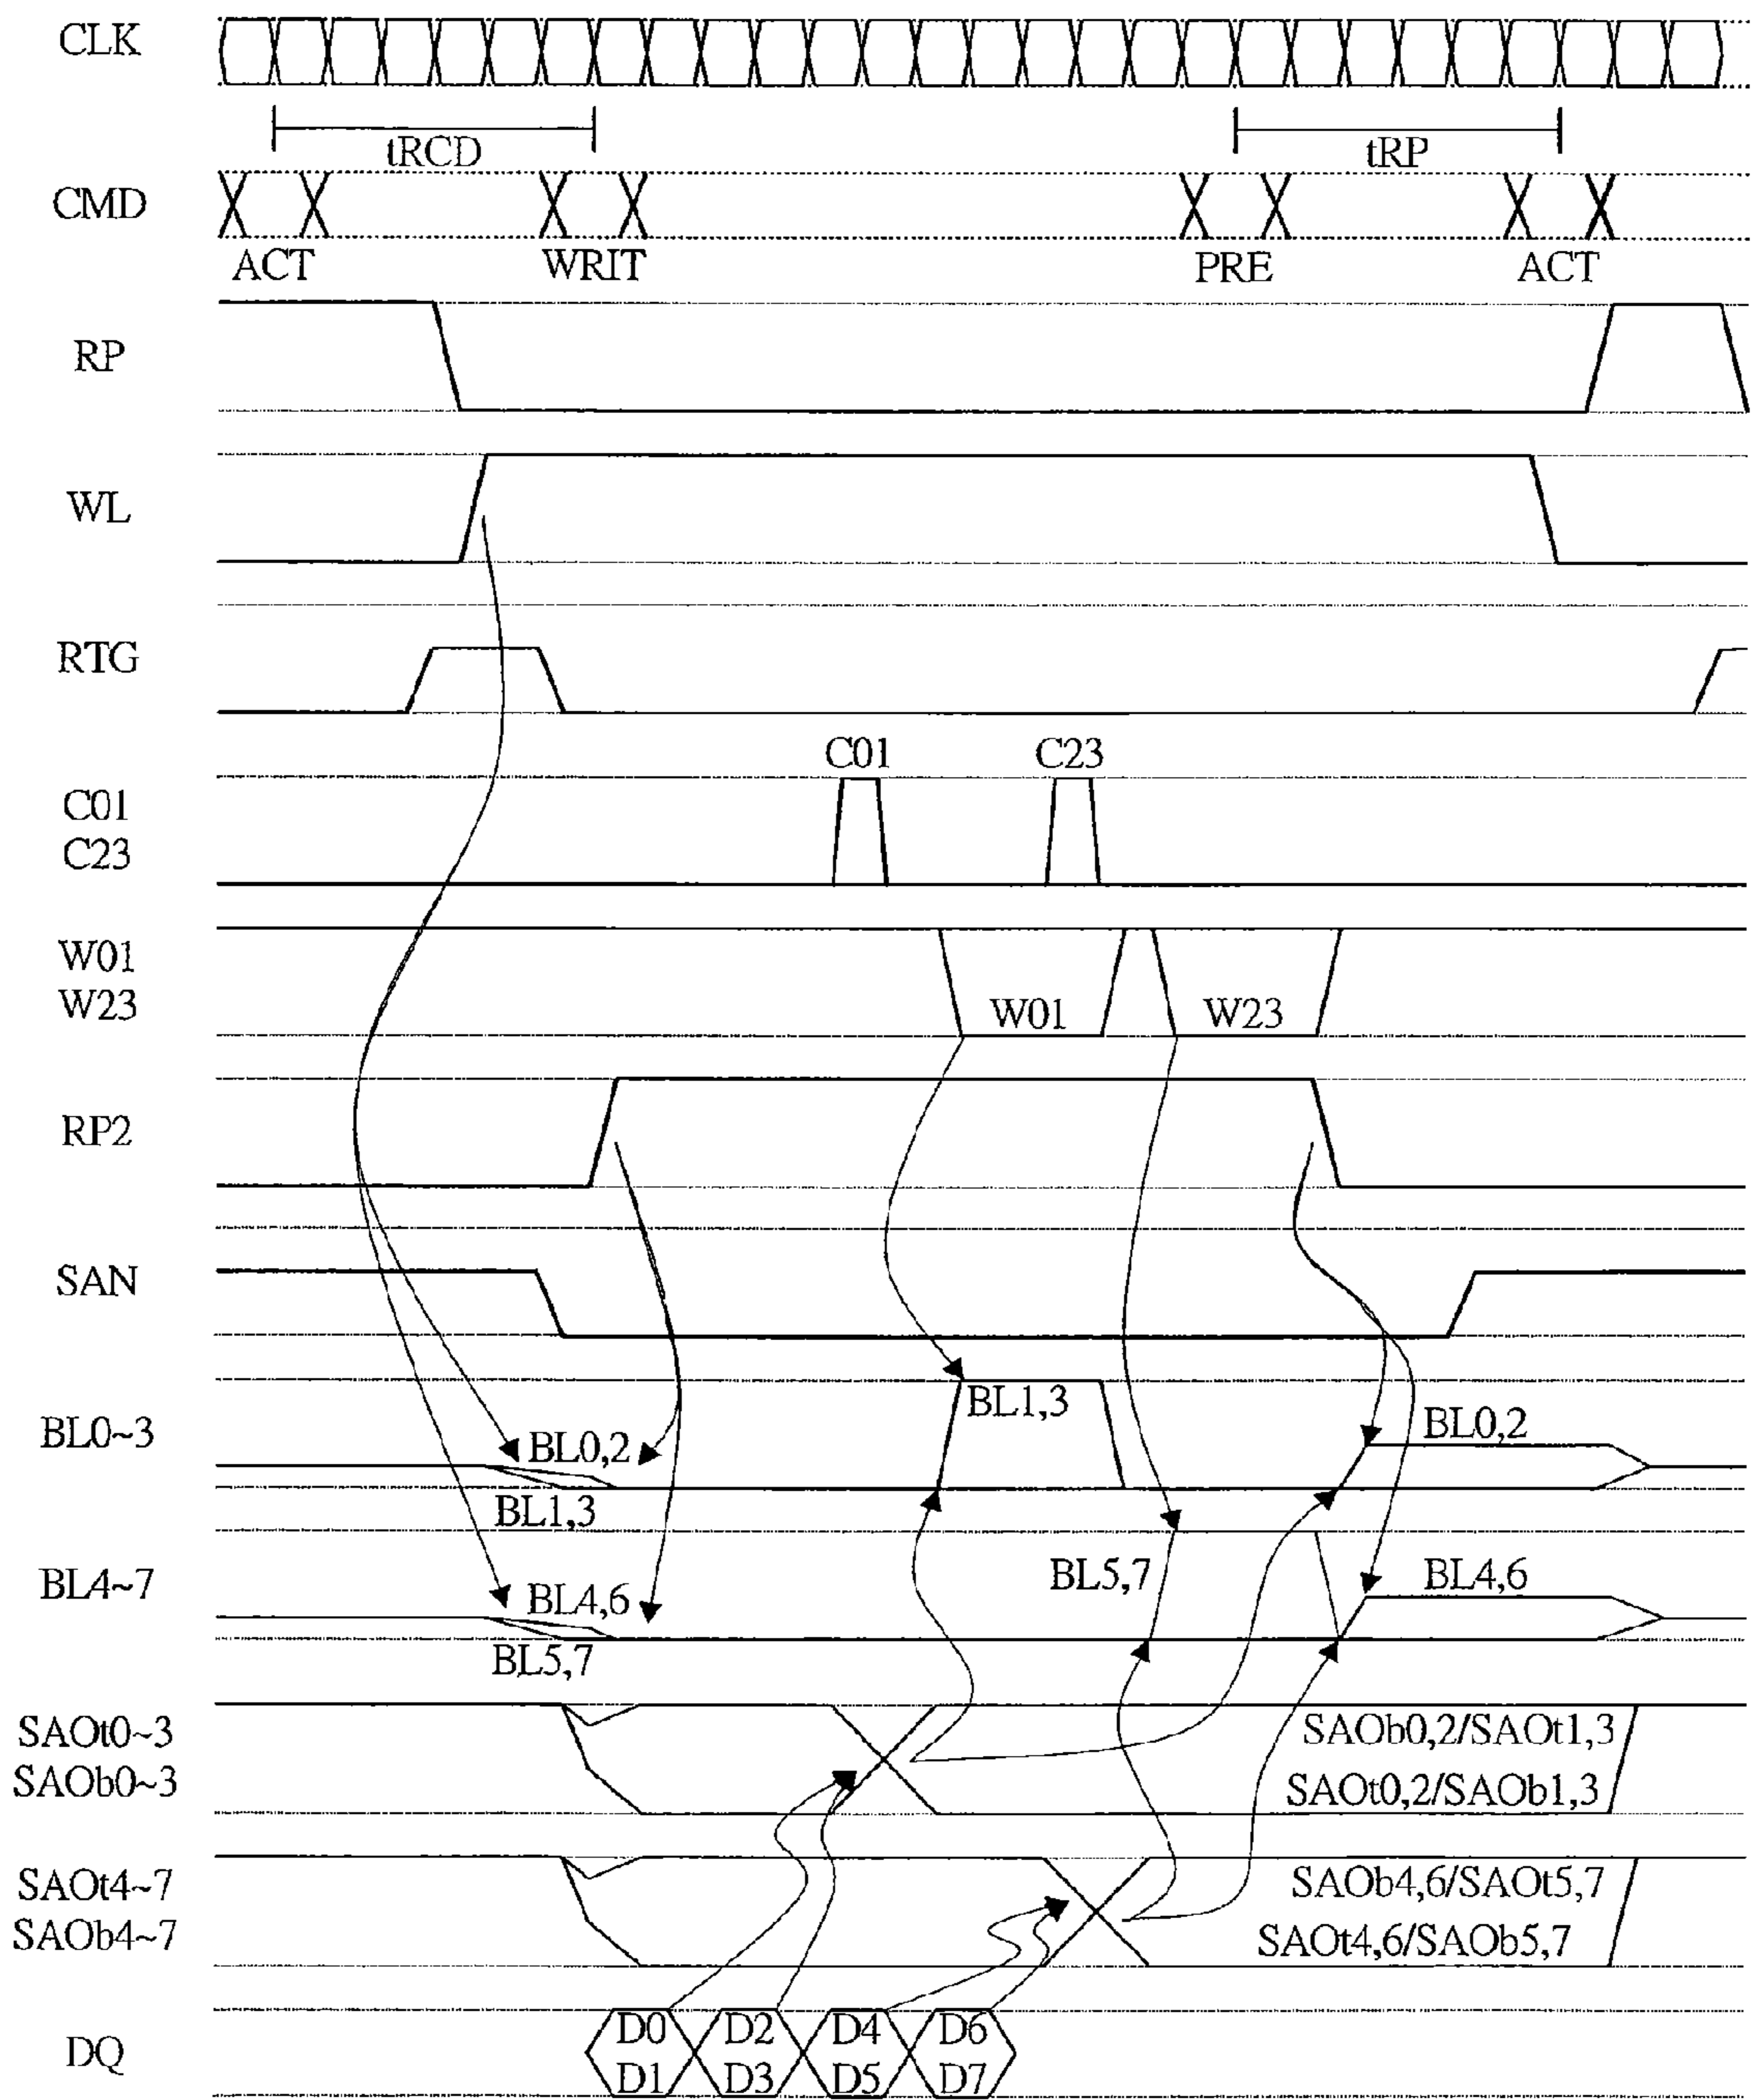 CLK
tRCD
tRP
CMD
ACT
WRIT
PRE
ACT
RP
WL
RTG
C01
C23
C01
C23
W01
W23
W01
W23
RP2
SAN
BL0~3
BL1,3
BL0,2
BL0,2
BL1,3
BL4~7
BL5,7
BL4,6
BL4,6
BL5,7
SAOt0~3
SAOb0~3
SAOb0,2/SAOt1,3
SAOt0,2/SAOb1,3
SAOt4~7
SAOb4~7
SAOb4,6/SAOt5,7
SAOt4,6/SAOb5,7
DQ
D0 D2 D4 D6
D1 D3 D5 D7